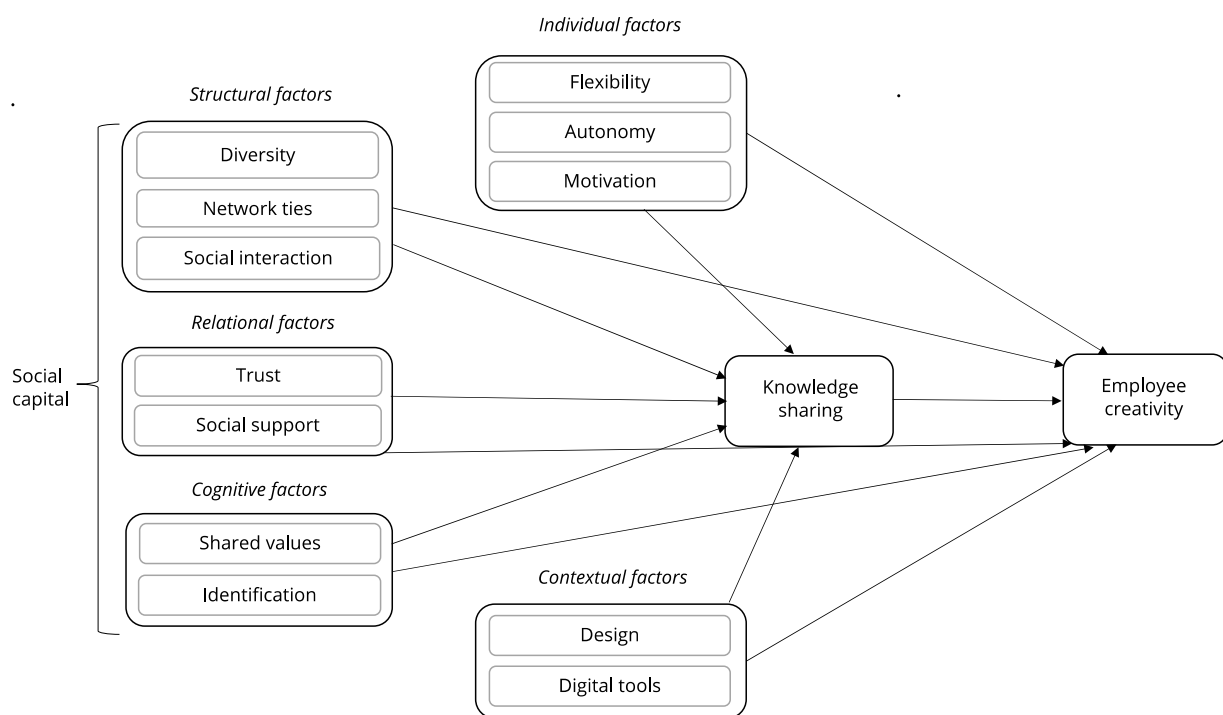 Individual factors
Flexibility
Autonomy
Motivation
Structural factors
Diversity
Network ties
Social interaction
Relational factors
Trust
Social support
Social
capital
Cognitive factors
Shared values
Identification
Knowledge
sharing
Employee
creativity
Contextual factors
Design
Digital tools